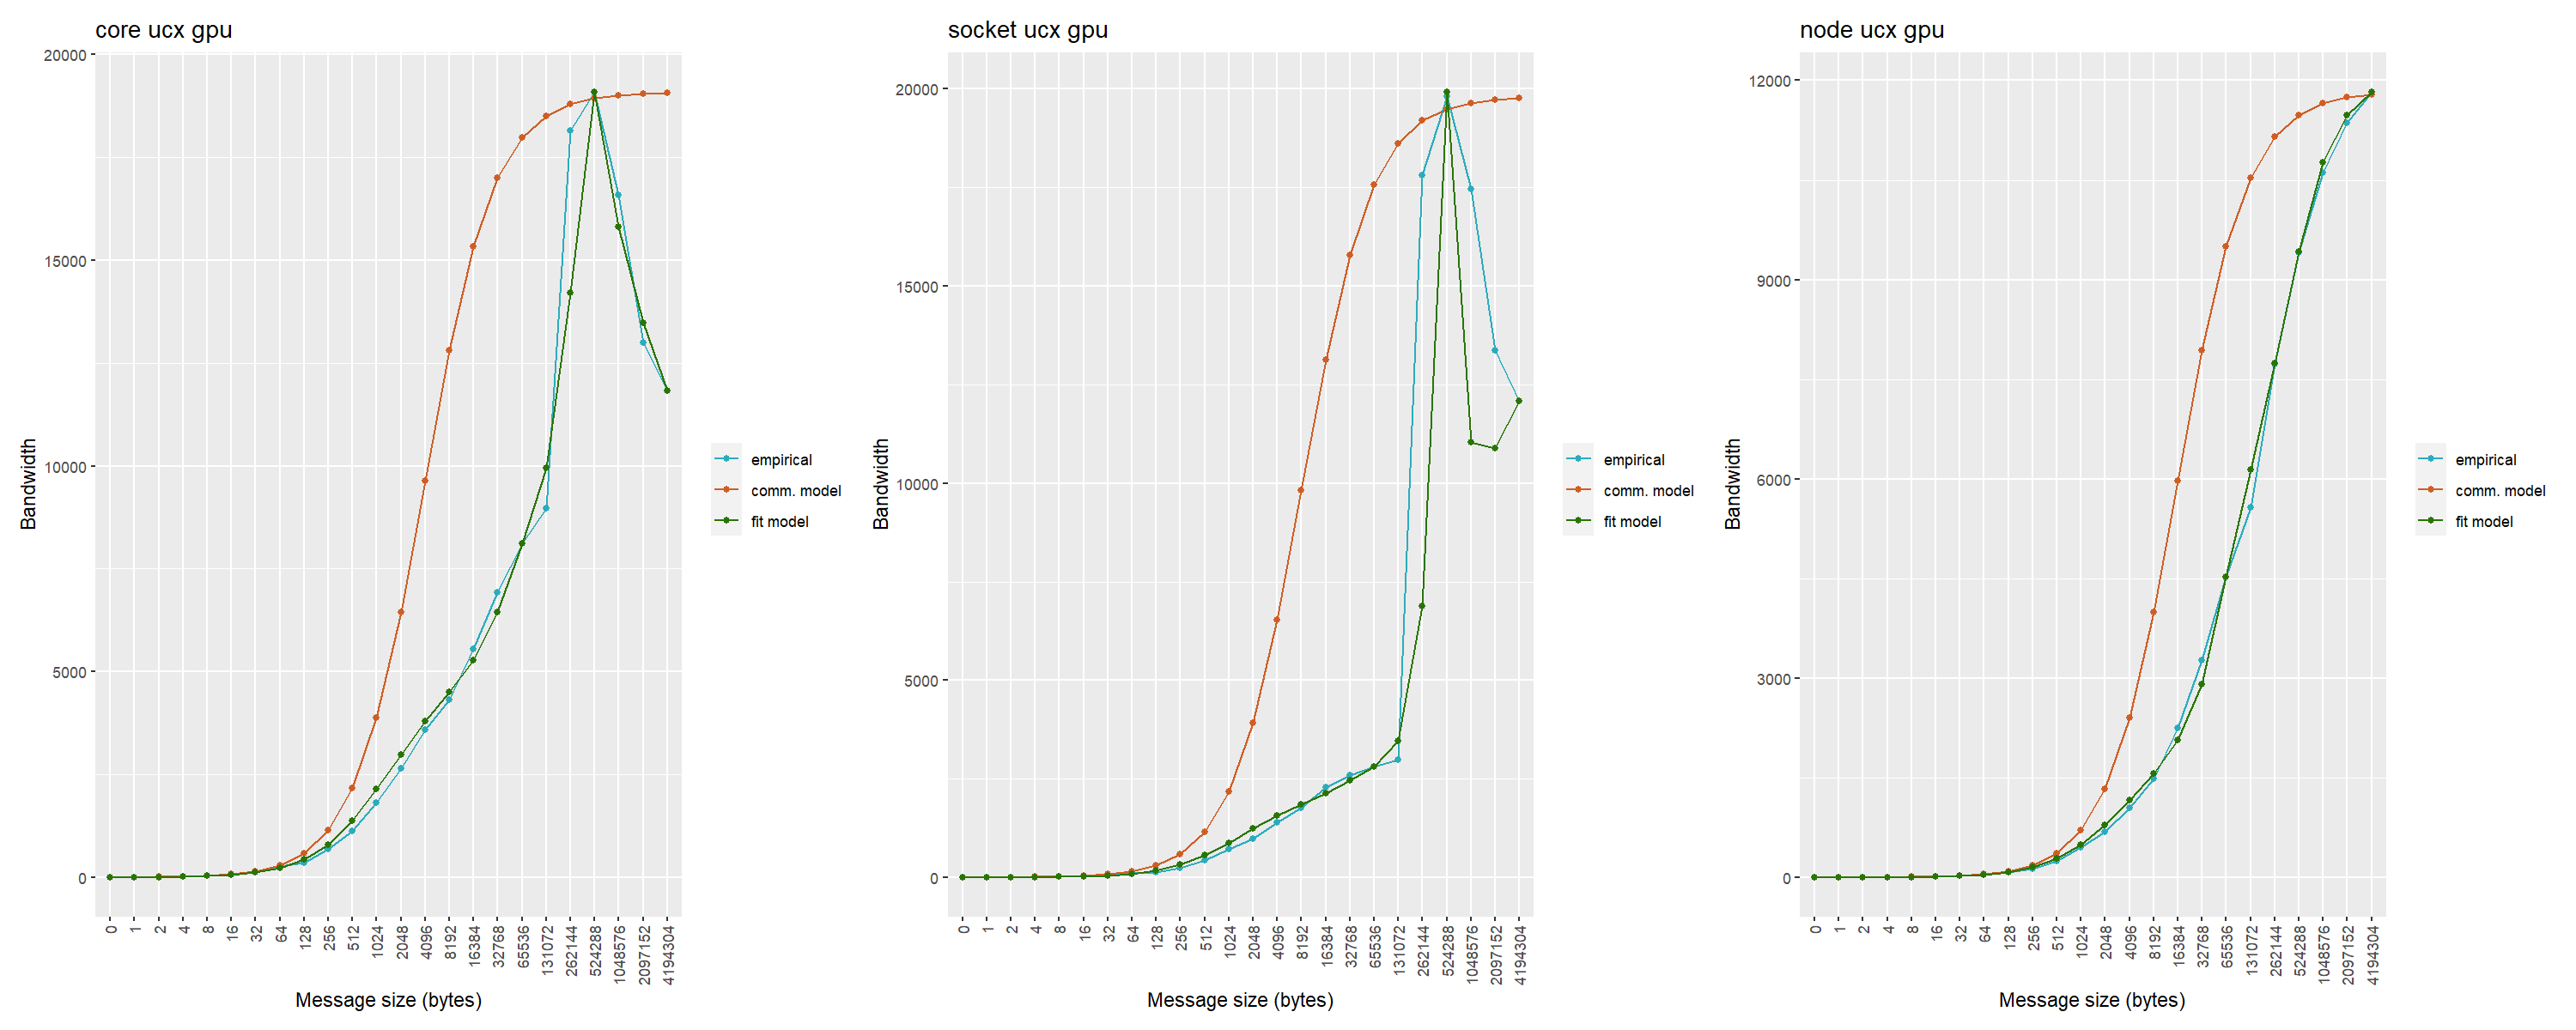 core ucx gpu
20000
15000
10000
5000
0
Bandwidth
0 1 2 4 8 16 32 64 128 256 512 1024 2048 4096 8192 16384 32768 65536 131072 262144 524288 1048576 2097152 4194304
Message size (bytes)
empirical
comm. model
fit model
socket ucx gpu
20000
15000
10000
5000
0
Bandwidth
0 1 2 4 8 16 32 64 128 256 512 1024 2048 4096 8192 16384 32768 65536 131072 262144 524288 1048576 2097152 4194304
Message size (bytes)
empirical
comm. model
fit model
node ucx gpu
12000
9000
6000
3000
0
Bandwidth
0 1 2 4 8 16 32 64 128 256 512 1024 2048 4096 8192 16384 32768 65536 131072 262144 524288 1048576 2097152 4194304
Message size (bytes)
empirical
comm. model
fit model